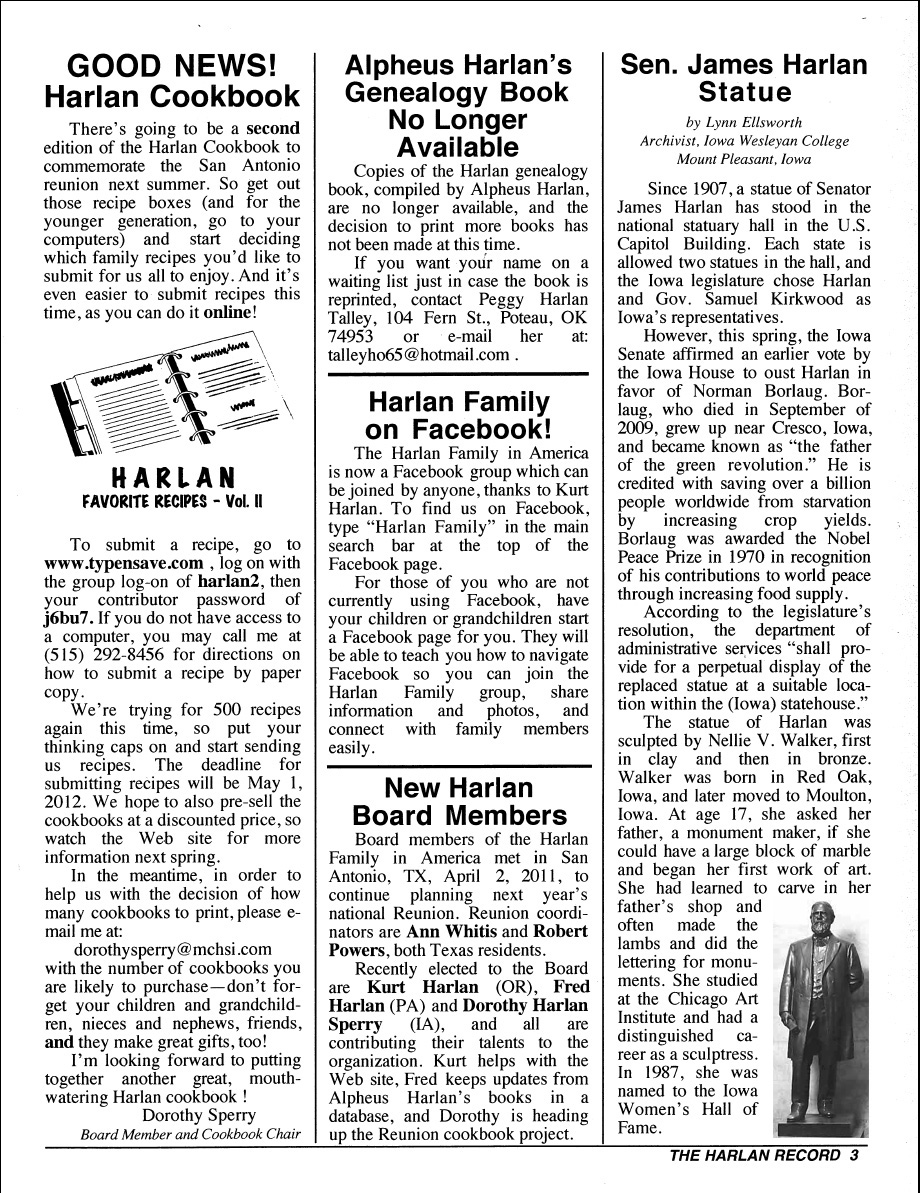 GOOD NEWS!
Harlan Cookbook
There's going to be a second
edition of the Harlan Cookbook to
commemorate the San Antonio
reunion next summer. So get out
those recipe boxes (and for the
younger generation, go to your
computers) and start deciding
which family recipes you'd like to
submit for us all to enjoy. And it's
even easier to submit recipes this
time, as you can do it online!
HARLAN
FAVORITE RECIPES - Vol. II
To submit a recipe, go to
www.typensave.com , log on with
the group log-on of harlan2, then
your contributor password of
j6bu7. If you do not have access to
a computer, you may call me at
(515) 292-8456 for directions on
how to submit a recipe by paper
copy.
We're trying for 500 recipes
again this time, so put your
thinking caps on and start sending
us recipes. The deadline for
submitting recipes will be May 1,
2012. We hope to also pre-sell the
cookbooks at a discounted price, so
watch the Web site for more
information next spring.
In the meantime, in order to
help us with the decision of how
many cookbooks to print, please e-
mail me at:
dorothysperry@mchsi.com
with the number of cookbooks you
are likely to purchase—don't for-
get your children and grandchild-
ren, nieces and nephews, friends,
and they make great gifts, too!
I'm looking forward to putting
together another great, mouth-
watering Harlan cookbook !
Dorothy Sperry
Board Member and Cookbook Chair
Alpheus Harlan's
Genealogy Book
No Longer
Available
Copies of the Harlan genealogy
book, compiled by Alpheus Harlan,
are no longer available, and the
decision to print more books has
not been made at this time.
If you want your name on a
waiting list just in case the book is
reprinted, contact Peggy Harlan
Talley, 104 Fern St., Poteau, OK
74953 or e-mail her at:
talleyho65@hotmail.com .
Harlan Family
on Facebook!
The Harlan Family in America
is now a Facebook group which can
be joined by anyone, thanks to Kurt
Harlan. To find us on Facebook,
type "Harlan Family" in the main
search bar at the top of the
Facebook page.
For those of you who are not
currently using Facebook, have
your children or grandchildren start
a Facebook page for you. They will
be able to teach you how to navigate
Facebook so you can join the
Harlan Family group, share
information and photos, and
connect with family members
easily.
New Harlan
Board Members
Board members of the Harlan
Family in America met in San
Antonio, TX, April 2, 2011, to
continue planning next year's
national Reunion. Reunion coordi-
nators are Ann Whitis and Robert
Powers, both Texas residents.
Recently elected to the Board
are Kurt Harlan (OR), Fred
Harlan (PA) and Dorothy Harlan
Sperry (IA), and all are
contributing their talents to the
organization. Kurt helps with the
Web site, Fred keeps updates from
Alpheus Harlan's books in a
database, and Dorothy is heading
up the Reunion cookbook project.
Sen. James Harlan
Statue
by Lynn Ellsworth
Archivist, Iowa Wesleyan College
Mount Pleasant, Iowa
Since 1907, a statue of Senator
James Harlan has stood in the
national statuary hall in the U.S.
Capitol Building. Each state is
allowed two statues in the hall, and
the Iowa legislature chose Harlan
and Gov. Samuel Kirkwood as
Iowa's representatives.
However, this spring, the Iowa
Senate affirmed an earlier vote by
the Iowa House to oust Harlan in
favor of Norman Borlaug. Bor-
laug, who died in September of
2009, grew up near Cresco, Iowa,
and became known as "the father
of the green revolution." He is
credited with saving over a billion
people worldwide from starvation
by increasing crop yields.
Borlaug was awarded the Nobel
Peace Prize in 1970 in recognition
of his contributions to world peace
through increasing food supply.
According to the legislature's
resolution, the department of
administrative services "shall pro-
vide for a perpetual display of the
replaced statue at a suitable loca-
tion within the (Iowa) statehouse."
The statue of Harlan was
sculpted by Nellie V. Walker, first
in clay and then in bronze.
Walker was born in Red Oak,
Iowa, and later moved to Moulton,
Iowa. At age 17, she asked her
father, a monument maker, if she
could have a large block of marble
and began her first work of art.
She had learned to carve in her
father's shop and
often made the
lambs and did the
lettering for monu-
ments. She studied
at the Chicago Art
Institute and had a
distinguished ca-
reer as a sculptress.
In 1987, she was
named to the Iowa
Women's Hall of
Fame.
THE HARLAN RECORD 3